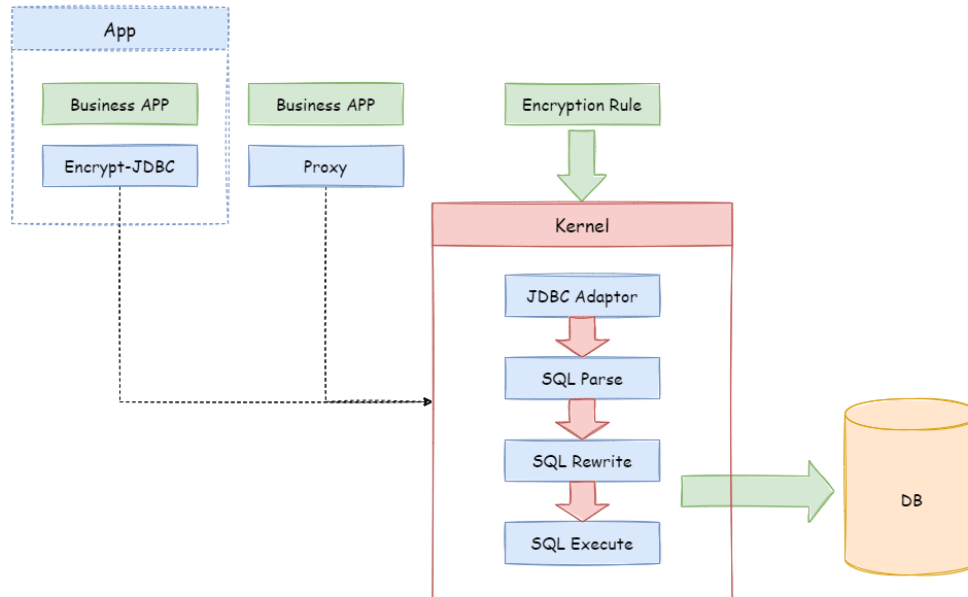 App
Business APP
Business APP
Encryption Rule
Encrypt-JDBC
Proxy
Kernel
JDBC Adaptor
SQL Parse
SQL Rewrite
SQL Execute
DB